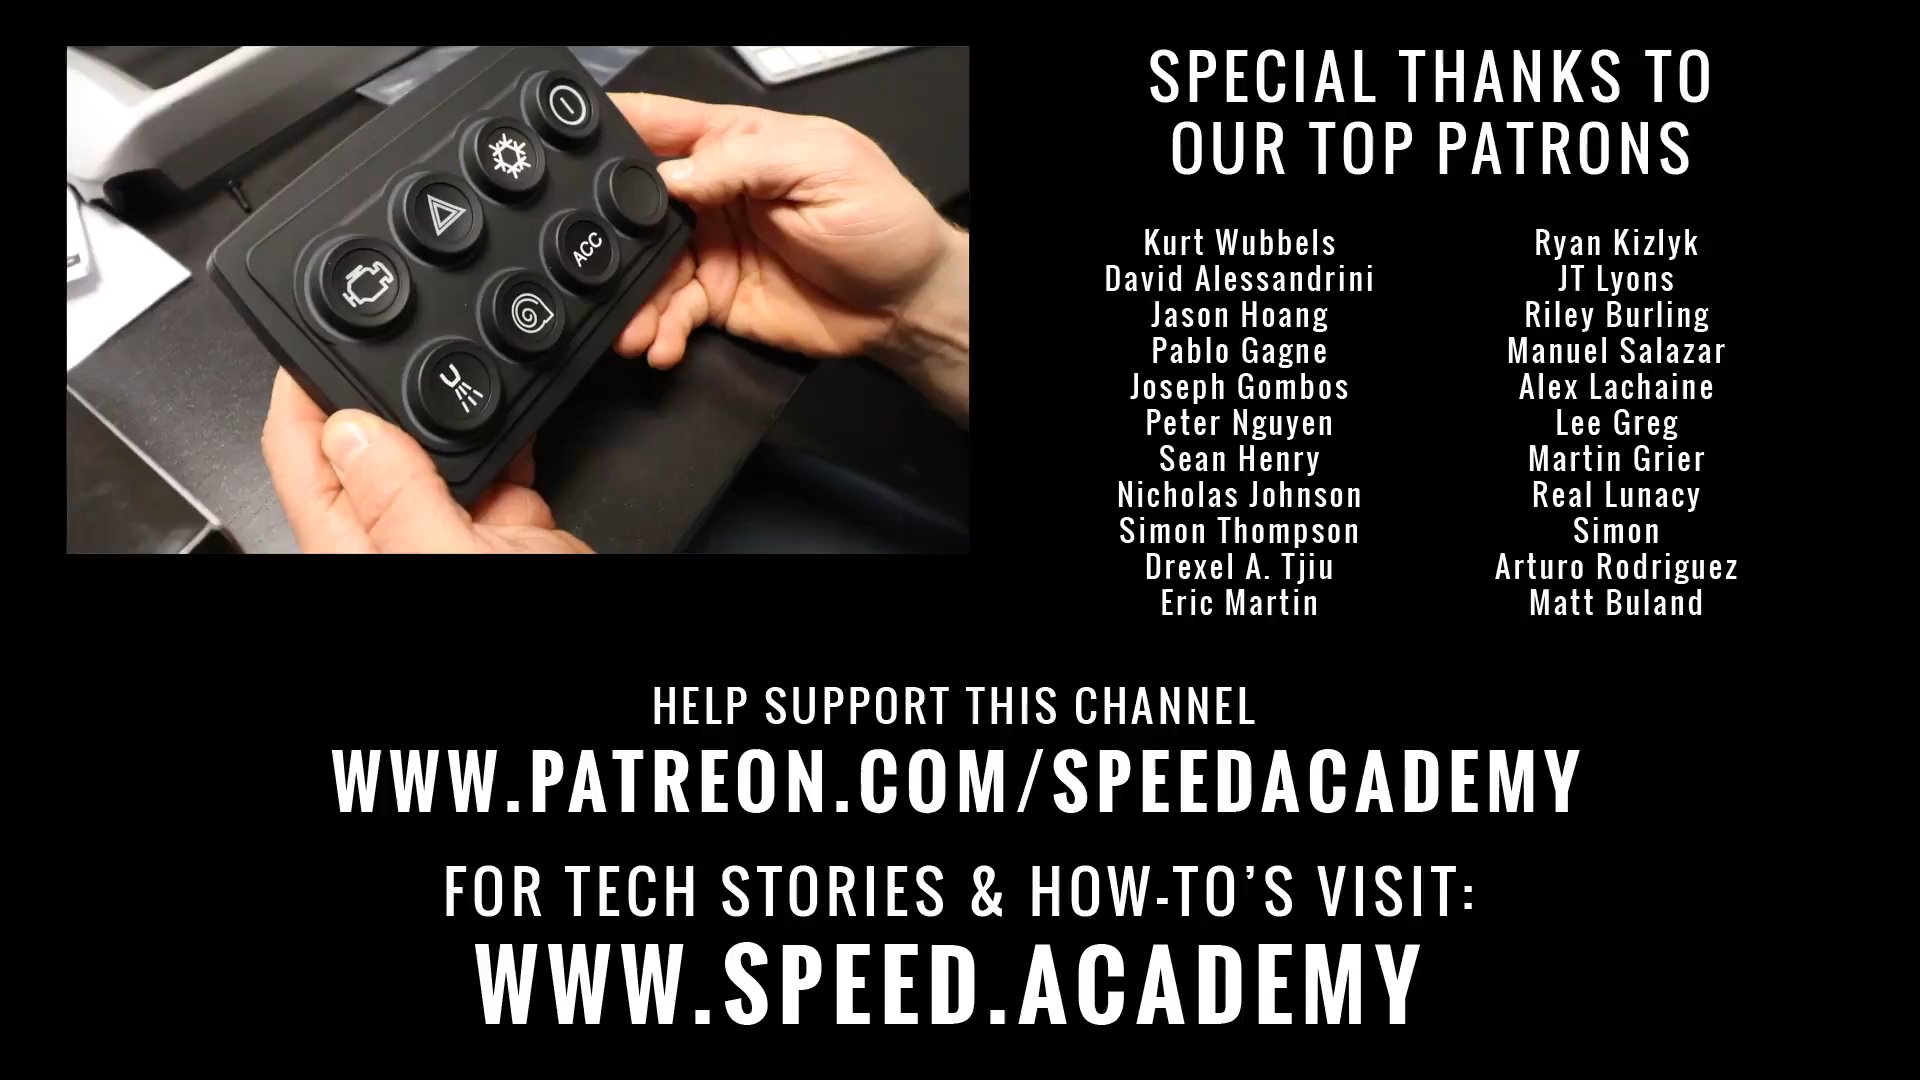 ACC
SPECIAL THANKS TO
OUR TOP PATRONS
Kurt Wubbels
David Alessandrini
Jason Hoang
Pablo Gagne
Joseph Gombos
Peter Nguyen
Sean Henry
Nicholas Johnson
Simon Thompson
Drexel A. Tjiu
Eric Martin
Ryan Kizlyk
JT Lyons
Riley Burling
Manuel Salazar
Alex Lachaine
Lee Greg
Martin Grier
Real Lunacy
Simon
Arturo Rodriguez
Matt Buland
HELP SUPPORT THIS CHANNEL
WWW.PATREON.COM/SPEEDACADEMY
FOR TECH STORIES & HOW-TO’S VISIT:
WWW.SPEED.ACADEMY